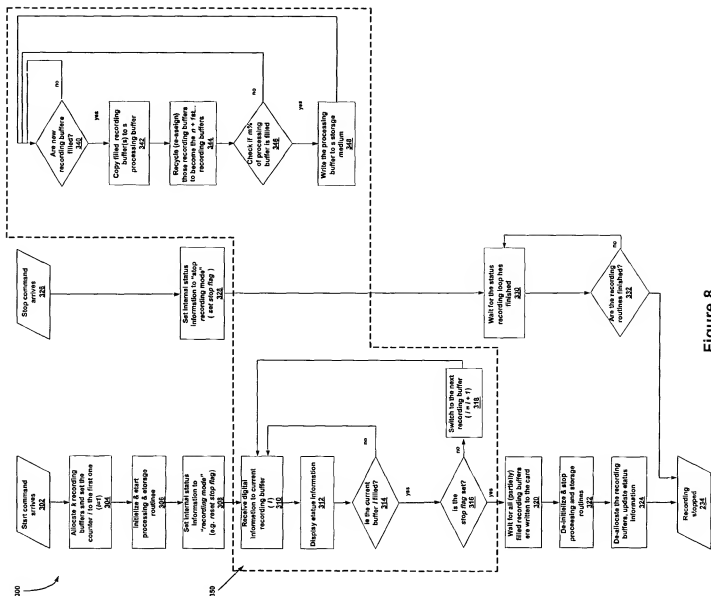 300
Start command
arrives
302
Allocate k recording
buffers and set the
counter i to the first one
(i=1)
304
Initialize & start
processing & storage
routines
306
Set internal status
information to
"recording mode"
(e.g. reset stop flag)
308
350
Receive digital
information to current
recording buffer
( i )
310
Display status information
312
Is the current
buffer i filled?
314
no
yes
Is the
stop flag set?
316
no
Switch to the next
recording buffer
( i = i + 1 )
318
yes
Wait for all (partially)
filled recording buffers
are written to the card
320
De-initialize & stop
processing and storage
routines
322
De-allocate is recording
buffers, update status
information
324
Recording
stopped
234
Stop command
arrives
326
Set internal status
information to "stop
recording mode"
( set stop flag )
328
Wait for the status
recording loop has
finished
330
Are the recording
routines finished?
332
no
Are new
recording buffers
filled?
340
no
yes
Copy filled recording
buffer(s) to a
processing buffer
342
Recycle (re-assign)
those recording buffers
to become the n + 1st...
recording buffers
344
Check if m%
of processing
buffer is filled
346
no
yes
Write the processing
buffer to a storage
medium
348
Figure 8